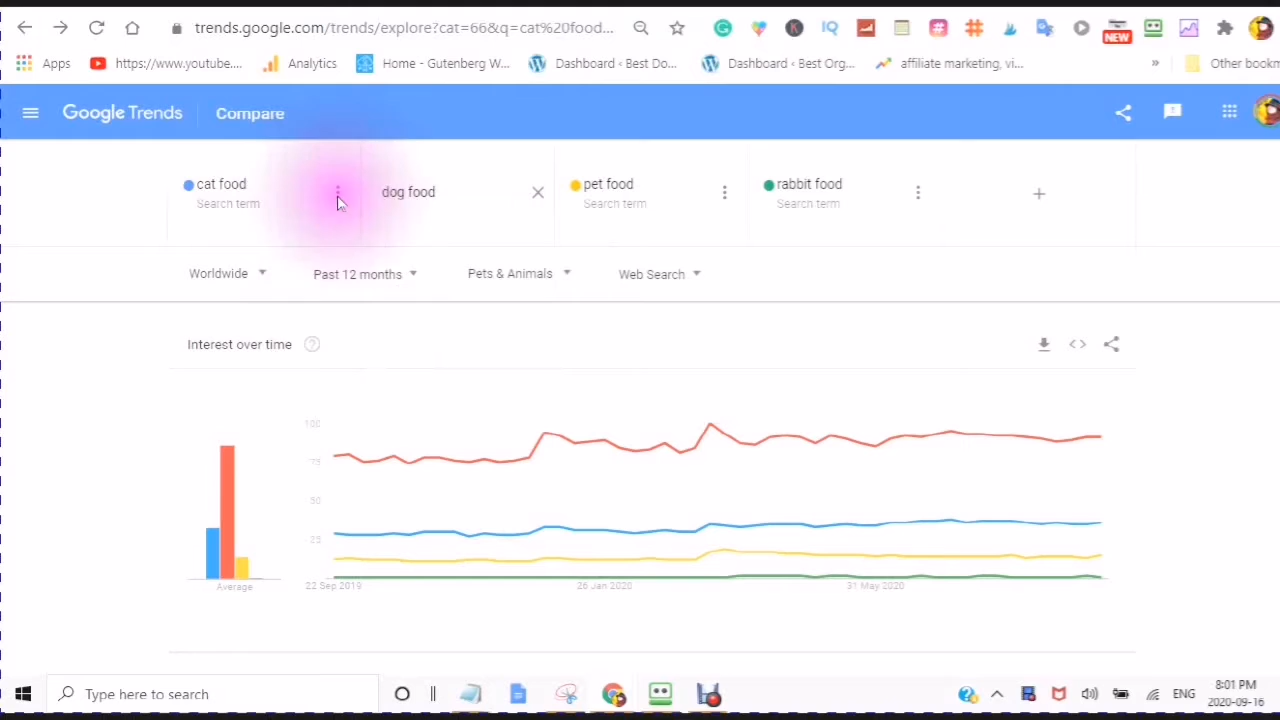 trends.google.com/trends/explore?cat=66&q=cat%20food...
NEW
Apps https://www.youtube.... Analytics Home - Gutenberg W... Dashboard ‹ Best Do... Dashboard ‹ Best Org... affiliate marketing, vi... » Other bookm
Google Trends Compare
cat food
Search term
dog food
pet food
Search term
rabbit food
Search term
Worldwide Past 12 months Pets & Animals Web Search
Interest over time
100
75
50
25
Average 22 Sep 2019 26 Jan 2020 31 May 2020
Type here to search
ENG
8:01 PM
2020-09-16